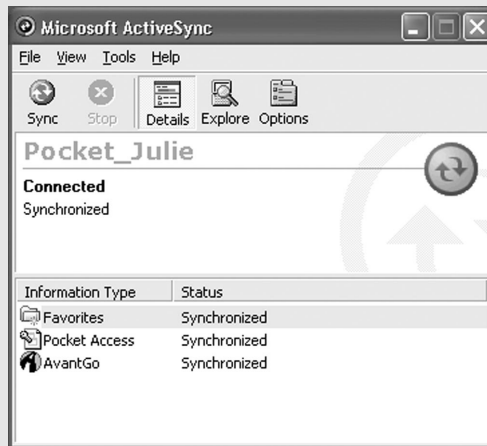 Microsoft ActiveSync
File View Tools Help
Sync Stop Details Explore Options
Pocket_Julie
Connected
Synchronized
Information Type Status
Favorites Synchronized
Pocket Access Synchronized
AvantGo Synchronized